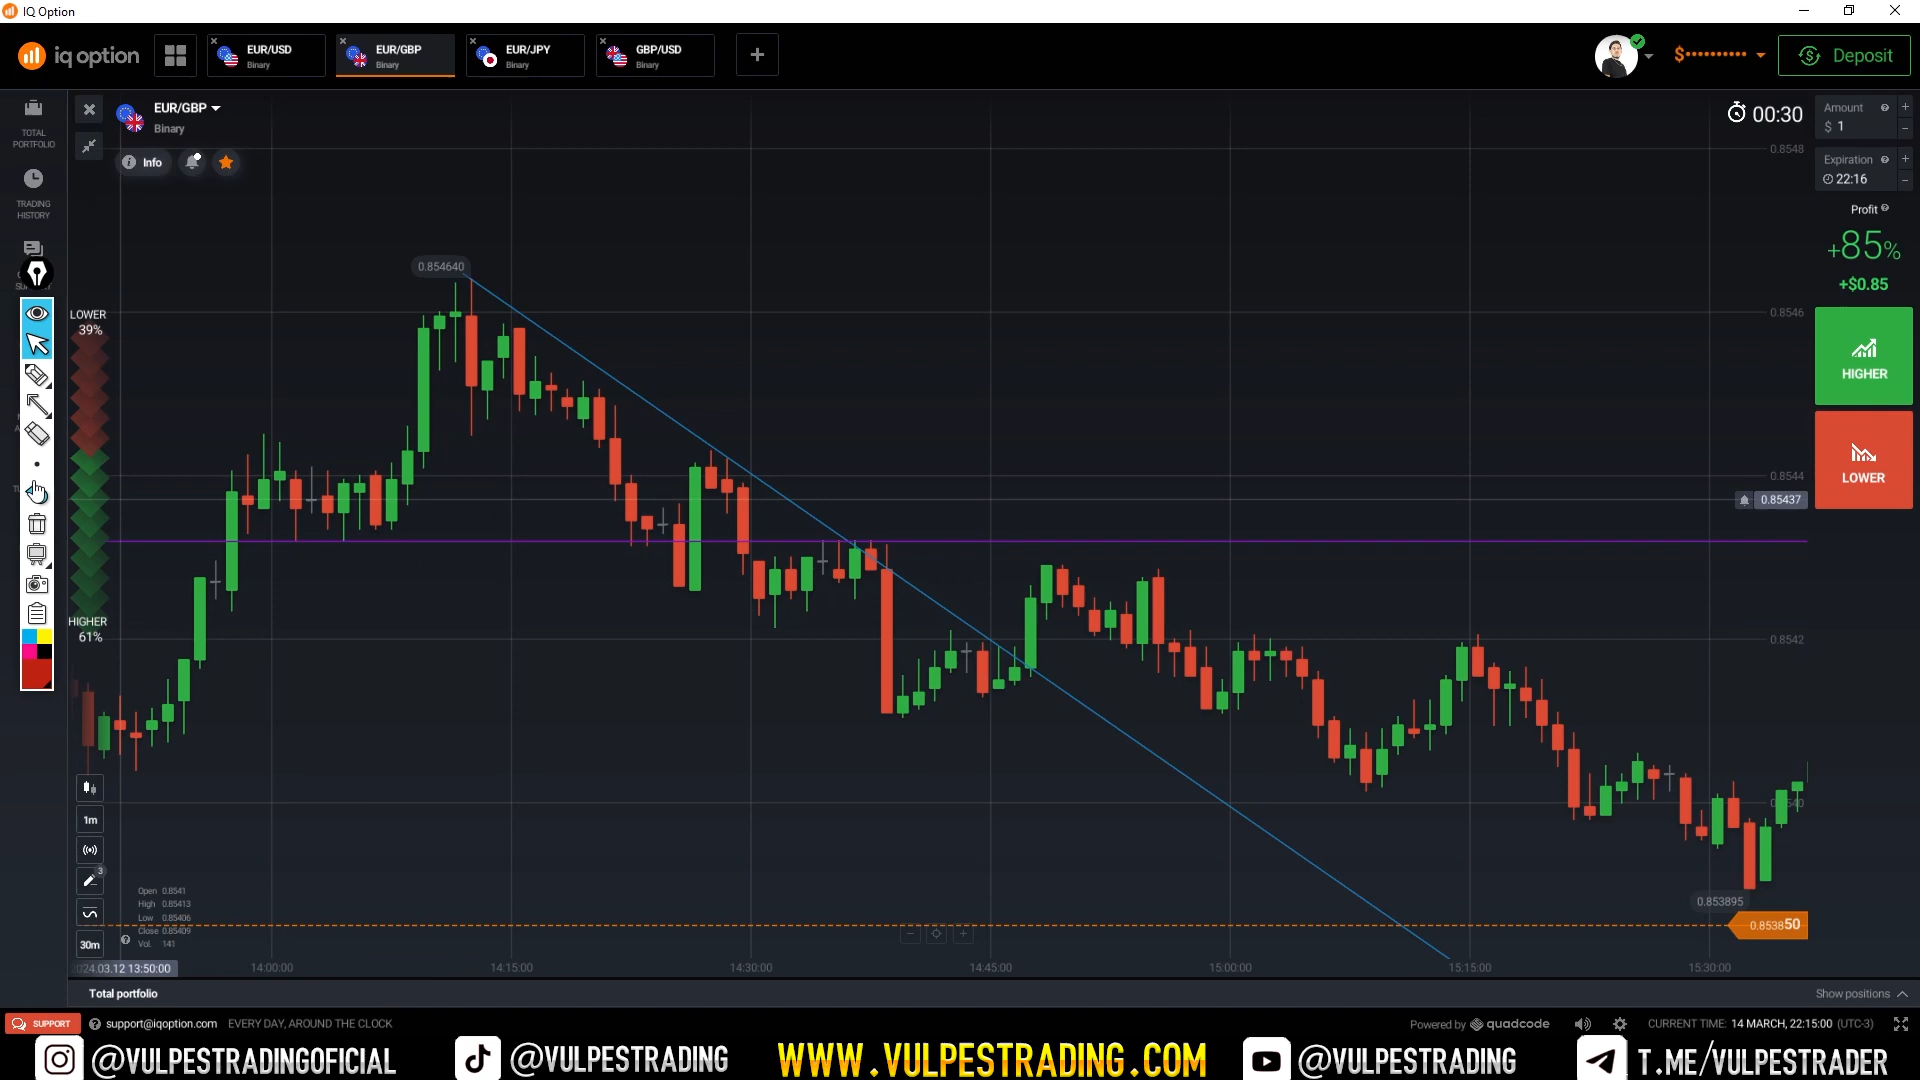 IQ Option
iq option
EUR/USD
Binary
EUR/GBP
Binary
EUR/JPY
Binary
GBP/USD
Binary
$••••••••••
Deposit
TOTAL
PORTFOLIO
TRADING
HISTORY
EUR/GBP
Binary
Info
00:30
Amount
$ 1
Expiration
22:16
Profit
+85%
+$0.85
HIGHER
LOWER
LOWER
39%
HIGHER
61%
0.854640
0.8548
0.8546
0.8544
0.85437
0.8542
0.853895
0.853850
1m
3
30m
Open 0.8541
High 0.85413
Low 0.85406
Close 0.85409
Vol. 141
2024.03.12 13:50:00
14:00:00
14:15:00
14:30:00
14:45:00
15:00:00
15:15:00
15:30:00
Total portfolio
Show positions
SUPPORT
support@iqoption.com
EVERY DAY, AROUND THE CLOCK
Powered by quadcode
CURRENT TIME: 14 MARCH, 22:15:00 (UTC-3)
@VULPESTRADINGOFICIAL
@VULPESTRADING
WWW.VULPESTRADING.COM
@VULPESTRADING
T.ME/VULPESTRADER